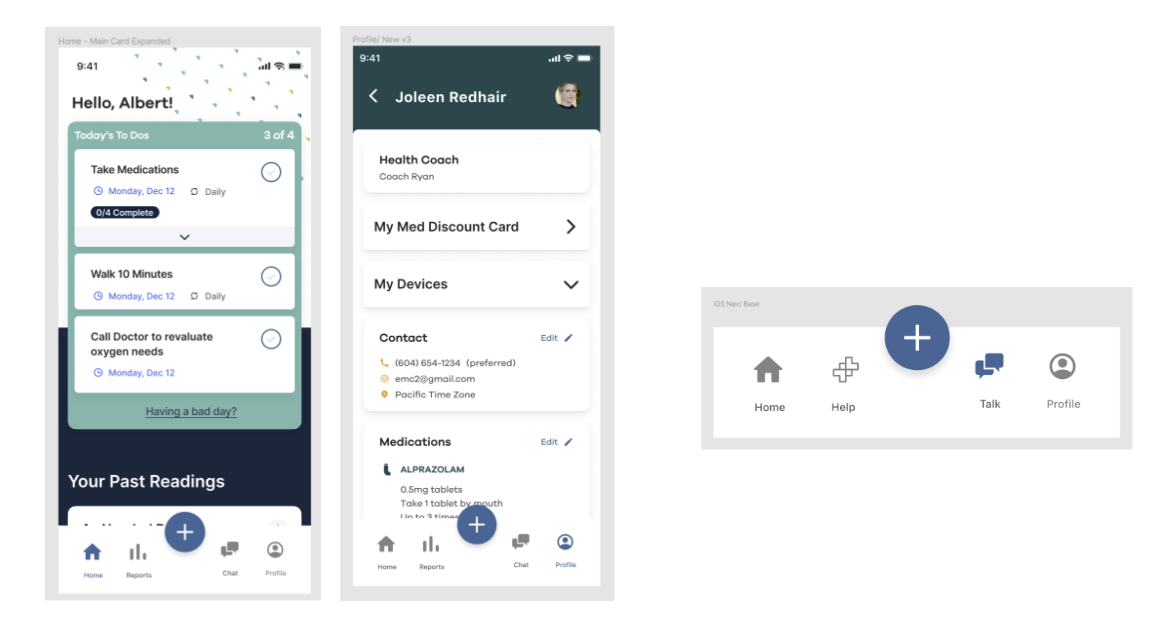 Home - Main Card Expanded
9:41
Hello, Albert!
Today's To Dos 3 of 4
Take Medications
Monday, Dec 12 Daily
0/4 Complete
Walk 10 Minutes
Monday, Dec 12 Daily
Call Doctor to revaluate
oxygen needs
Monday, Dec 12
Having a bad day?
Your Past Readings
Home Reports Chat Profile
Profile/ New v3
9:41
Joleen Redhair
Health Coach
Coach Ryan
My Med Discount Card
My Devices
Contact Edit
(604) 654-1234 (preferred)
emc2@gmail.com
Pacific Time Zone
Medications Edit
ALPRAZOLAM
0.5mg tablets
Take 1 tablet by mouth
Up to 3 times
Home Reports Chat Profile
iOS Nav/ Base
Home Help Talk Profile